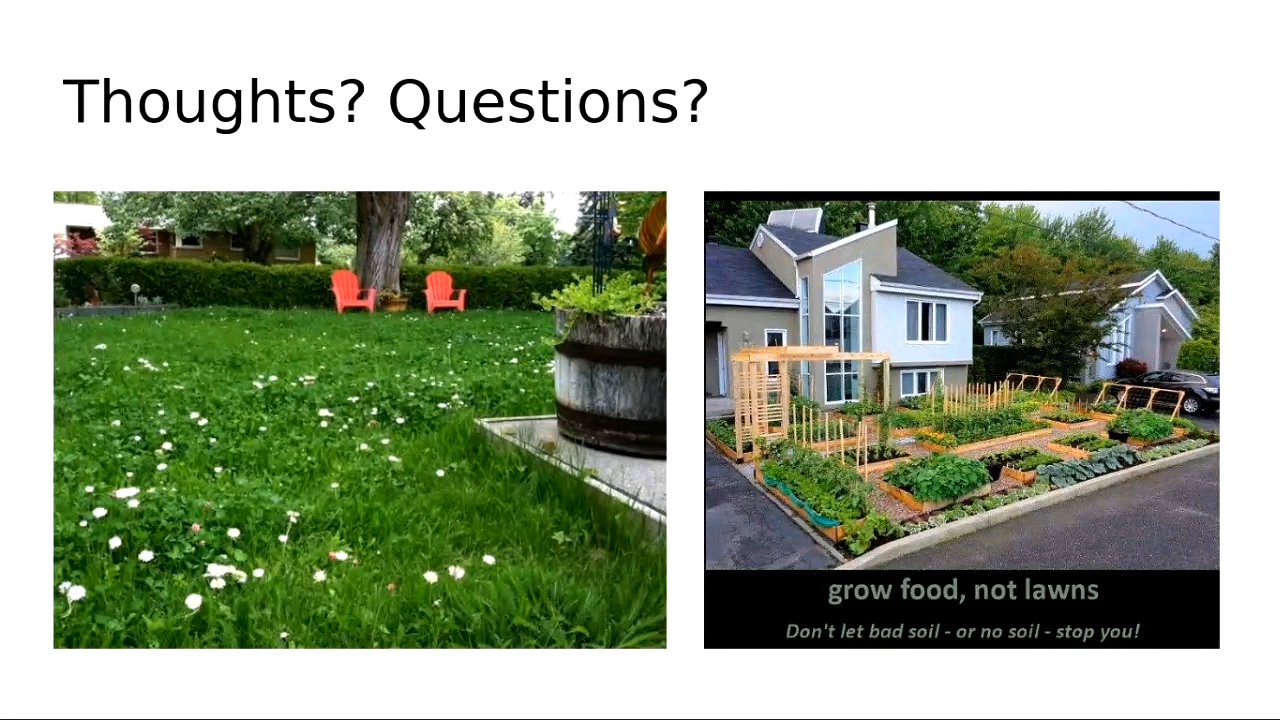 Thoughts? Questions?
grow food, not lawns
Don't let bad soil - or no soil - stop you!